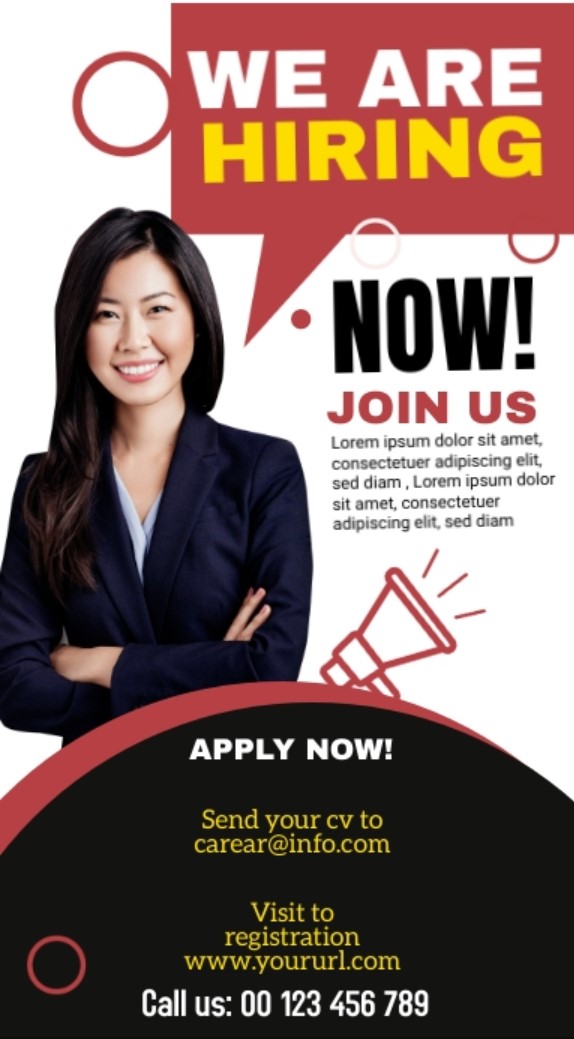 WE ARE
HIRING
NOW!
JOIN US
Lorem ipsum dolor sit amet,
consectetuer adipiscing elit,
sed diam , Lorem ipsum dolor
sit amet, consectetuer
adipiscing elit, sed diam
APPLY NOW!
Send your cv to
carear@info.com
Visit to
registration
www.yoururl.com
Call us: 00 123 456 789